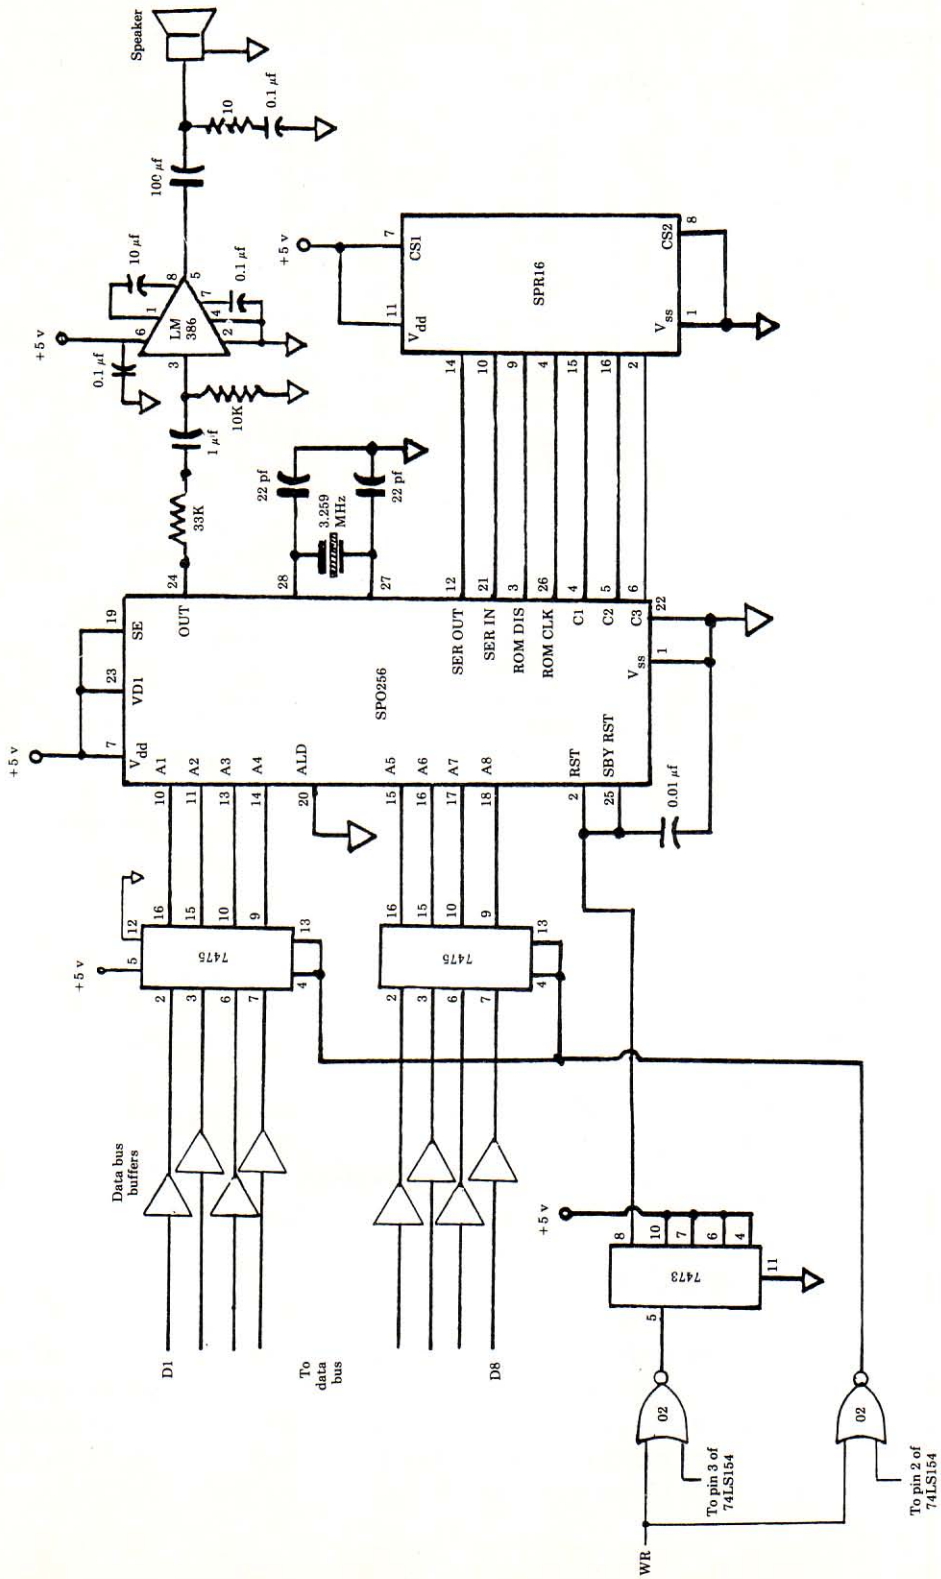 Speaker
+5 v
0.1 µf
6
1
8
10 µf
LM
386
3
5
7
4
2
0.1 µf
100 µf
10
0.1 µf
33K
1 µf
10K
+5 v
7
23
19
Vdd
VD1
SE
24
OUT
28
27
22 pf
3.259
MHz
22 pf
SPO256
A1
A2
A3
A4
ALD
A5
A6
A7
A8
RST
SBY RST
10
11
13
14
20
15
16
17
18
2
25
SER OUT
SER IN
ROM DIS
ROM CLK
C1
C2
C3
12
21
3
26
4
5
6
Vss
1
22
0.01 µf
+5 v
11
7
Vdd
CS1
SPR16
14
10
9
4
15
16
2
Vss
CS2
1
8
+5 v
5
12
7475
2
3
6
7
16
15
10
9
4
13
7475
2
3
6
7
16
15
10
9
4
13
Data bus
buffers
D1
To
data
bus
D8
+5 v
7473
5
8
10
7
6
4
11
02
To pin 3 of
74LS154
02
To pin 2 of
74LS154
WR